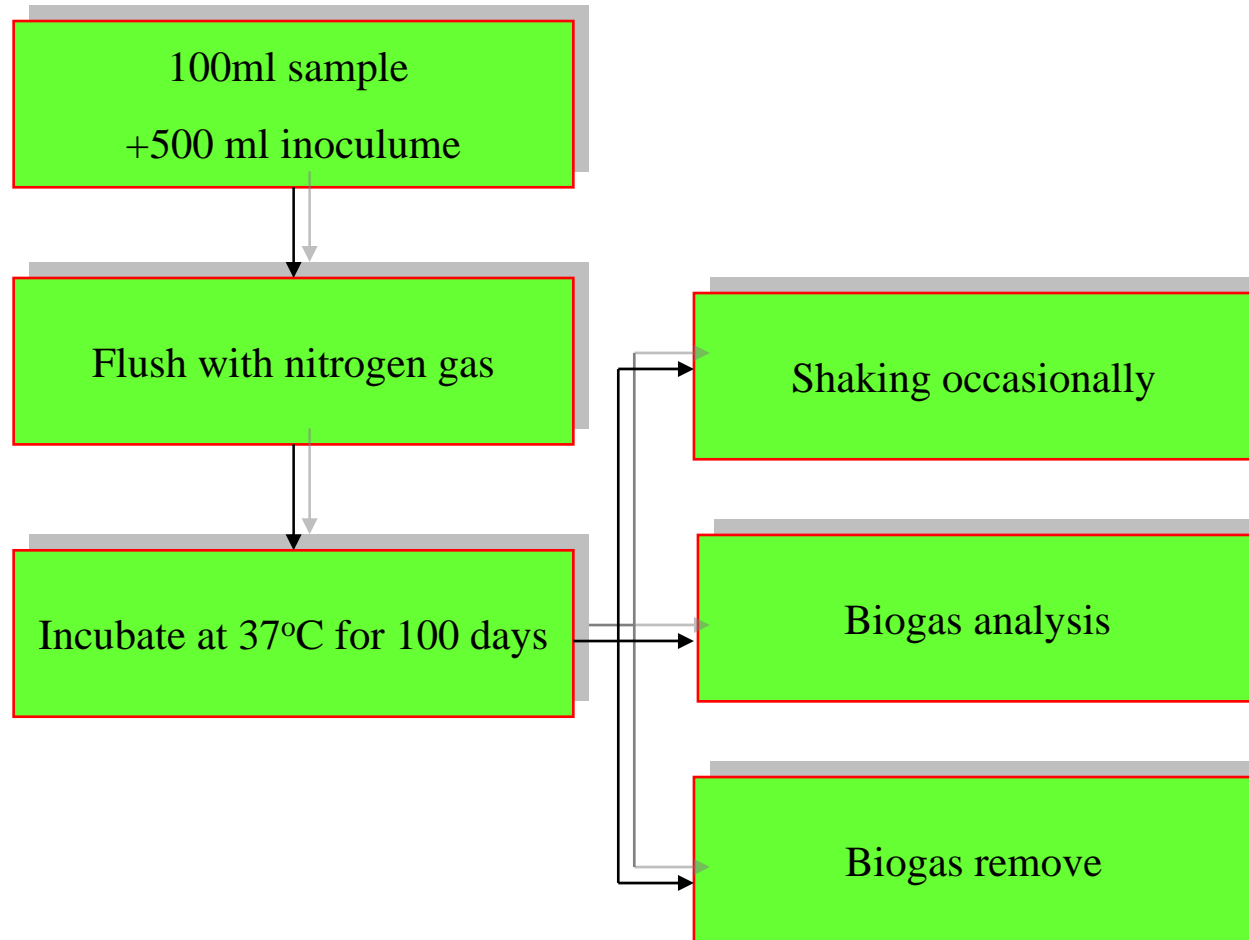 100ml sample
+500 ml inoculume
Flush with nitrogen gas
Incubate at 37°C for 100 days
Shaking occasionally
Biogas analysis
Biogas remove